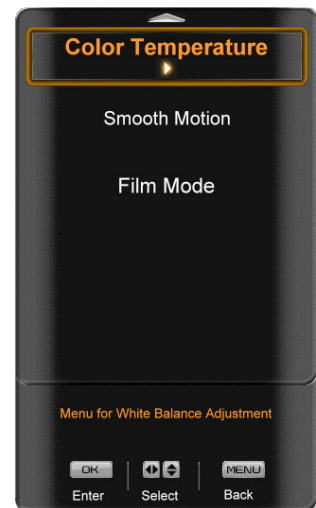 Color Temperature
Smooth Motion
Film Mode
Menu for White Balance Adjustment
OK MENU
Enter Select Back